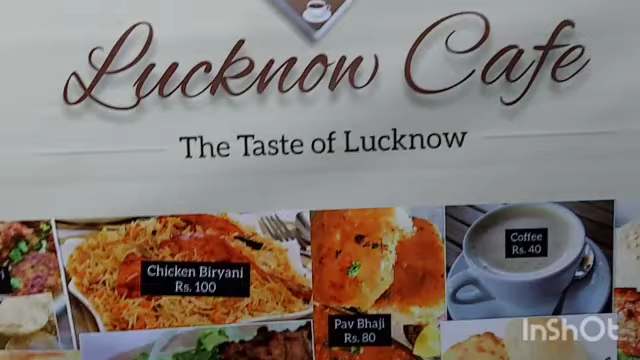 Lucknow Cafe
The Taste of Lucknow
Chicken Biryani
Rs. 100
Pav Bhaji
Rs. 80
Coffee
Rs. 40
InShOt